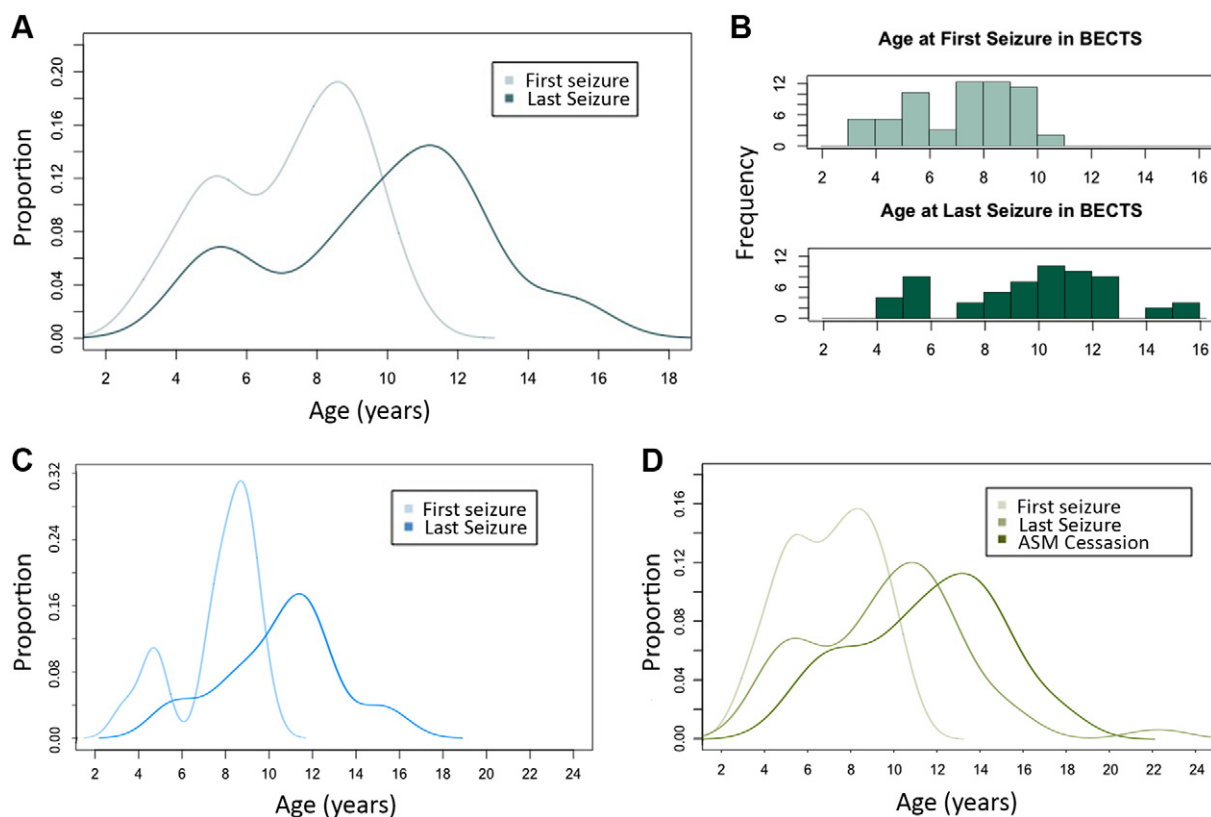 A
Proportion
0.20
0.16
0.12
0.08
0.04
0.00
First seizure
Last Seizure
2 4 6 8 10 12 14 16 18
Age (years)
B
Age at First Seizure in BECTS
Frequency
12
6
0
2 4 6 8 10 12 14 16
Age at Last Seizure in BECTS
12
6
0
2 4 6 8 10 12 14 16
C
Proportion
0.32
0.24
0.16
0.08
0.00
First seizure
Last Seizure
2 4 6 8 10 12 14 16 18 20 22 24
Age (years)
D
Proportion
0.16
0.12
0.08
0.04
0.00
First seizure
Last Seizure
ASM Cessasion
2 4 6 8 10 12 14 16 18 20 22 24
Age (years)